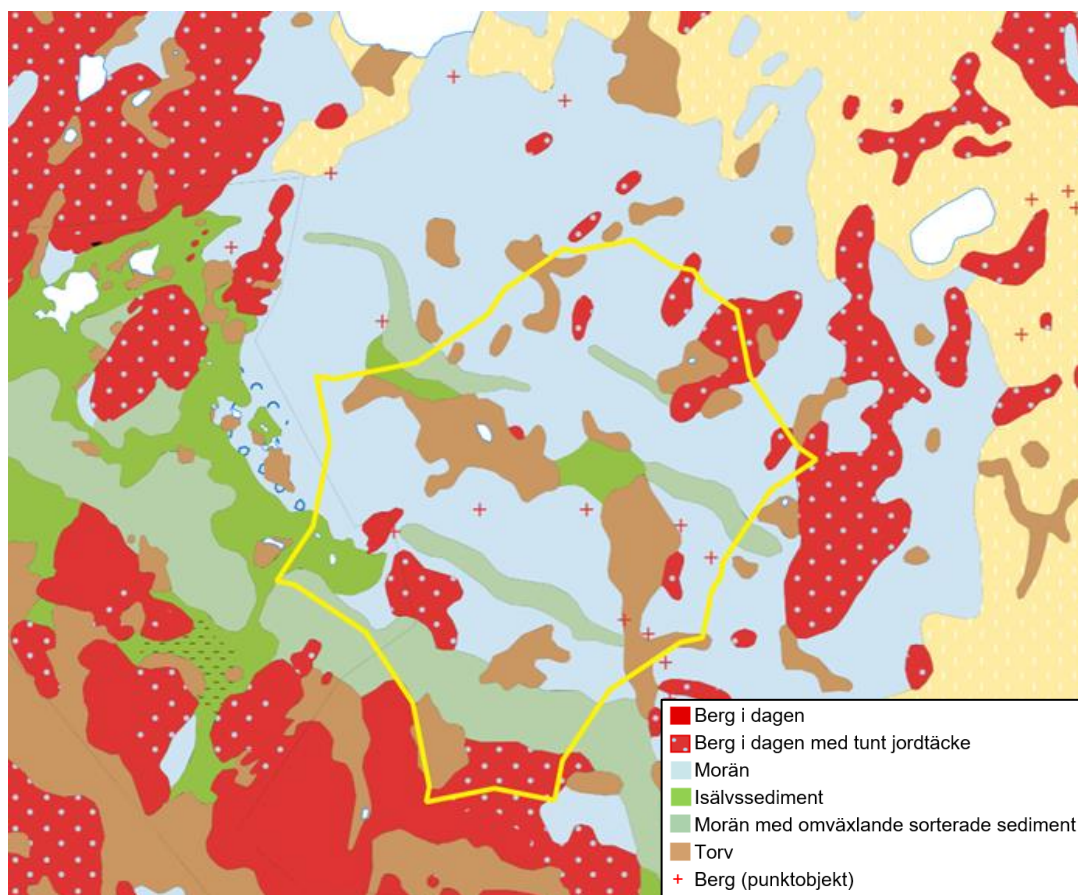 Berg i dagen
Berg i dagen med tunt jordtäcke
Morän
Isälvssediment
Morän med omväxlande sorterade sediment
Torv
Berg (punktobjekt)